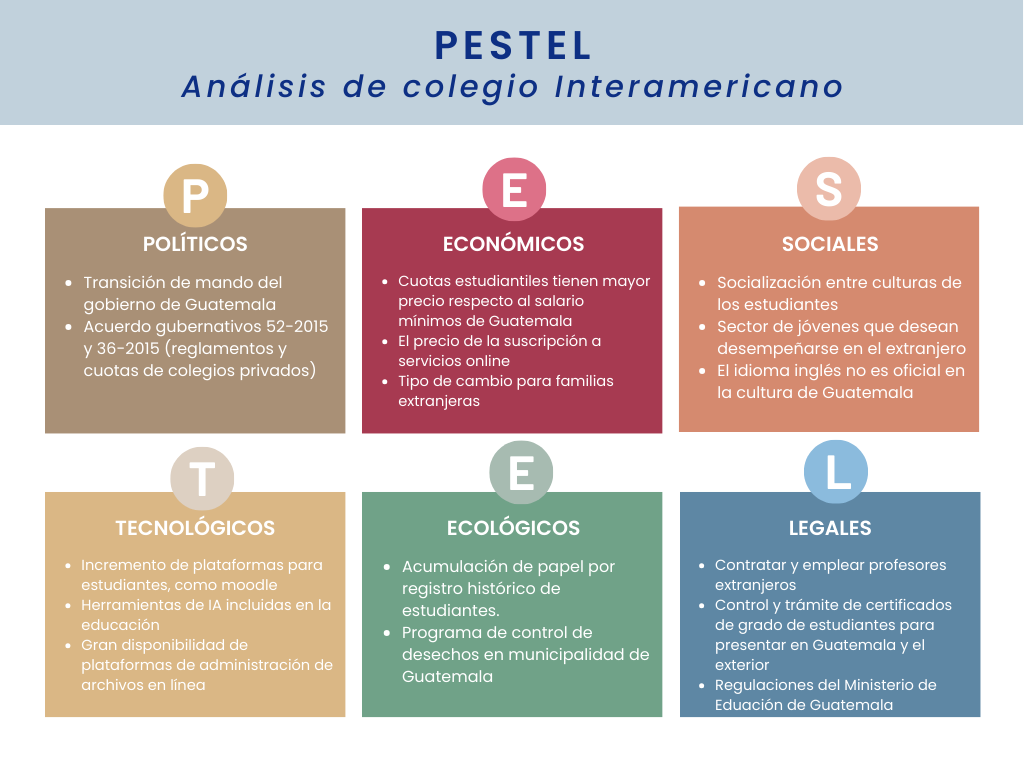 PESTEL
Análisis de colegio Interamericano
P
POLÍTICOS
• Transición de mando del
gobierno de Guatemala
• Acuerdo gubernativos 52-2015
y 36-2015 (reglamentos y
cuotas de colegios privados)
E
ECONÓMICOS
• Cuotas estudiantiles tienen mayor
precio respecto al salario
mínimos de Guatemala
• El precio de la suscripción a
servicios online
• Tipo de cambio para familias
extranjeras
S
SOCIALES
• Socialización entre culturas de
los estudiantes
• Sector de jóvenes que desean
desempeñarse en el extranjero
• El idioma inglés no es oficial en
la cultura de Guatemala
T
TECNOLÓGICOS
• Incremento de plataformas para
estudiantes, como moodle
• Herramientas de IA incluidas en la
educación
• Gran disponibilidad de
plataformas de administración de
archivos en línea
E
ECOLÓGICOS
• Acumulación de papel por
registro histórico de
estudiantes.
• Programa de control de
desechos en municipalidad de
Guatemala
L
LEGALES
• Contratar y emplear profesores
extranjeros
• Control y trámite de certificados
de grado de estudiantes para
presentar en Guatemala y el
exterior
• Regulaciones del Ministerio de
Eduación de Guatemala